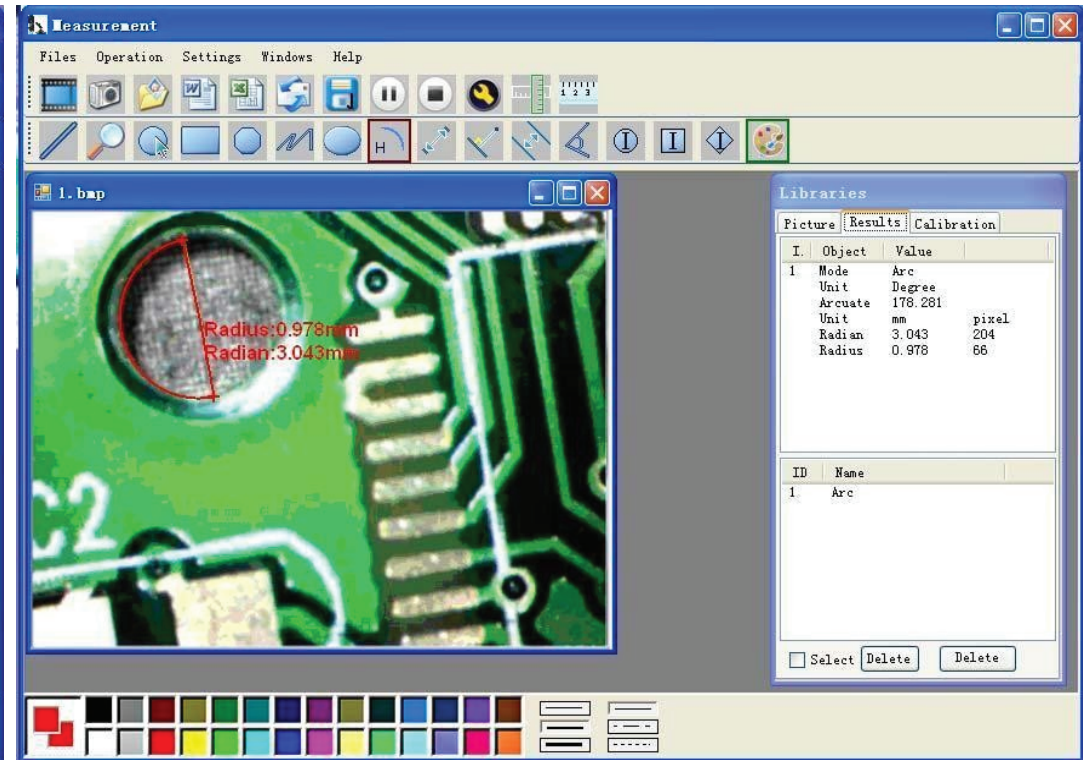 Measurement
Files Operation Settings Windows Help
1 2 3
H
I I I
1.bmp
Radius:0.978mm
Radian:3.043mm
C2
Libraries
Picture Results Calibration
I. Object Value
1 Mode Arc
Unit Degree
Arcuate 178.281
Unit mm pixel
Radian 3.043 204
Radius 0.978 66
ID Name
1 Arc
Select Delete Delete